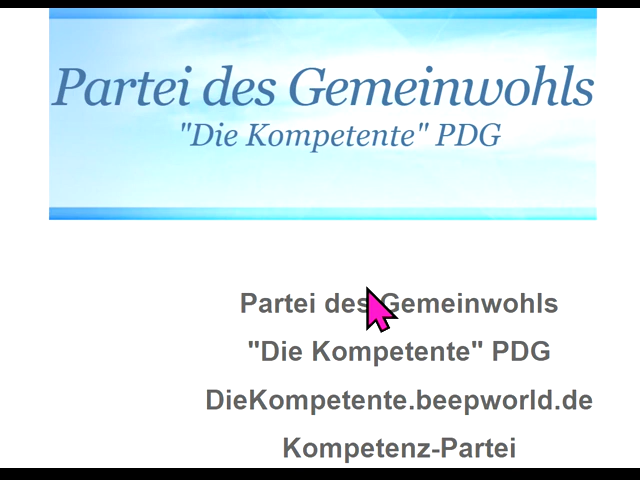 Partei des Gemeinwohls
"Die Kompetente" PDG
Partei des Gemeinwohls
"Die Kompetente" PDG
DieKompetente.beepworld.de
Kompetenz-Partei